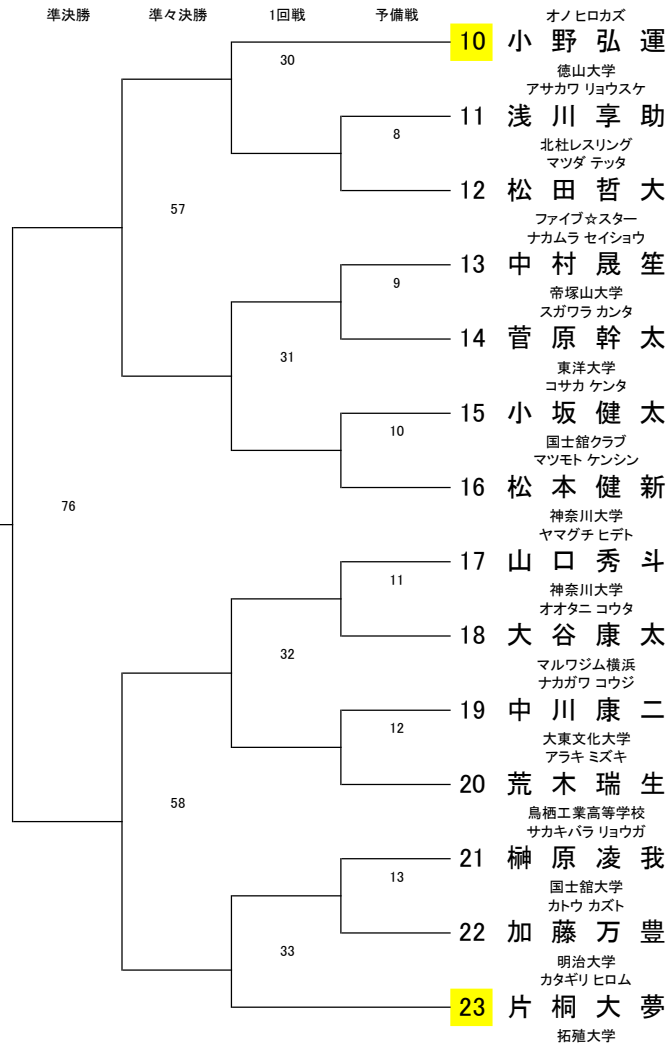 準決勝 準々決勝 1回戦 予備戦
オノ ヒロカズ
10 小野弘運
30
徳山大学
アサカワ リョウスケ
11 浅川享助
8
北杜レスリング
マツダ テッタ
12 松田哲大
57
ファイブ☆スター
ナカムラ セイショウ
13 中村晟笙
9
帝塚山大学
スガワラ カンタ
14 菅原幹太
31
東洋大学
コサカ ケンタ
15 小坂健太
10
国士舘クラブ
マツモト ケンシン
16 松本健新
76
神奈川大学
ヤマグチ ヒデト
17 山口秀斗
11
神奈川大学
オオタニ コウタ
18 大谷康太
32
マルワジム横浜
ナカガワ コウジ
19 中川康二
12
大東文化大学
アラキ ミズキ
20 荒木瑞生
58
鳥栖工業高等学校
サカキバラ リョウガ
21 榊原凌我
13
国士舘大学
カトウ カズト
22 加藤万豊
33
明治大学
カタギリ ヒロム
23 片桐大夢
拓殖大学